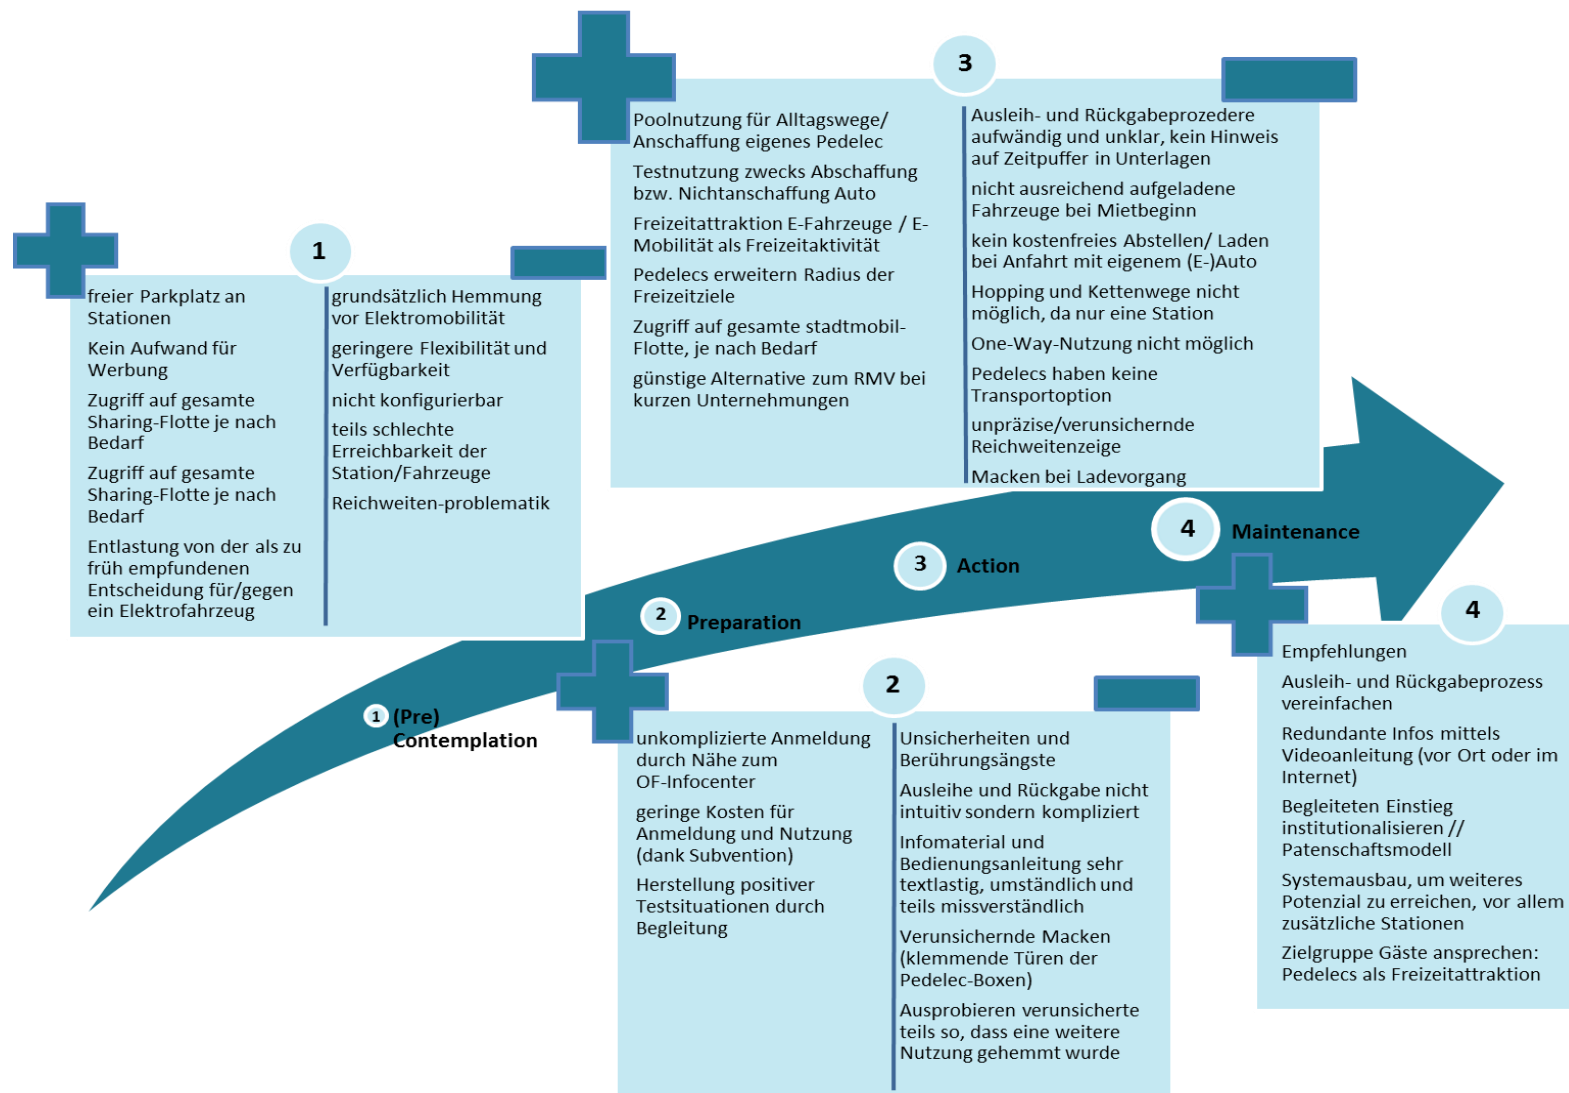 1
freier Parkplatz an
Stationen
Kein Aufwand für
Werbung
Zugriff auf gesamte
Sharing-Flotte je nach
Bedarf
Zugriff auf gesamte
Sharing-Flotte je nach
Bedarf
Entlastung von der als zu
früh empfundenen
Entscheidung für/gegen
ein Elektrofahrzeug
grundsätzlich Hemmung
vor Elektromobilität
geringere Flexibilität und
Verfügbarkeit
nicht konfigurierbar
teils schlechte
Erreichbarkeit der
Station/Fahrzeuge
Reichweiten-problematik
3
Poolnutzung für Alltagswege/
Anschaffung eigenes Pedelec
Testnutzung zwecks Abschaffung
bzw. Nichtanschaffung Auto
Freizeitattraktion E-Fahrzeuge / E-
Mobilität als Freizeitaktivität
Pedelecs erweitern Radius der
Freizeitziele
Zugriff auf gesamte stadtmobil-
Flotte, je nach Bedarf
günstige Alternative zum RMV bei
kurzen Unternehmungen
Ausleih- und Rückgabeprozedere
aufwändig und unklar, kein Hinweis
auf Zeitpuffer in Unterlagen
nicht ausreichend aufgeladene
Fahrzeuge bei Mietbeginn
kein kostenfreies Abstellen/ Laden
bei Anfahrt mit eigenem (E-)Auto
Hopping und Kettenwege nicht
möglich, da nur eine Station
One-Way-Nutzung nicht möglich
Pedelecs haben keine
Transportoption
unpräzise/verunsichernde
Reichweitenzeige
Macken bei Ladevorgang
1 (Pre)
Contemplation
2 Preparation
3 Action
4 Maintenance
2
unkomplizierte Anmeldung
durch Nähe zum
OF-Infocenter
geringe Kosten für
Anmeldung und Nutzung
(dank Subvention)
Herstellung positiver
Testsituationen durch
Begleitung
Unsicherheiten und
Berührungsängste
Ausleihe und Rückgabe nicht
intuitiv sondern kompliziert
Infomaterial und
Bedienungsanleitung sehr
textlastig, umständlich und
teils missverständlich
Verunsichernde Macken
(klemmende Türen der
Pedelec-Boxen)
Ausprobieren verunsicherte
teils so, dass eine weitere
Nutzung gehemmt wurde
4
Empfehlungen
Ausleih- und Rückgabeprozess
vereinfachen
Redundante Infos mittels
Videoanleitung (vor Ort oder im
Internet)
Begleiteten Einstieg
institutionalisieren //
Patenschaftsmodell
Systemausbau, um weiteres
Potenzial zu erreichen, vor allem
zusätzliche Stationen
Zielgruppe Gäste ansprechen:
Pedelecs als Freizeitattraktion